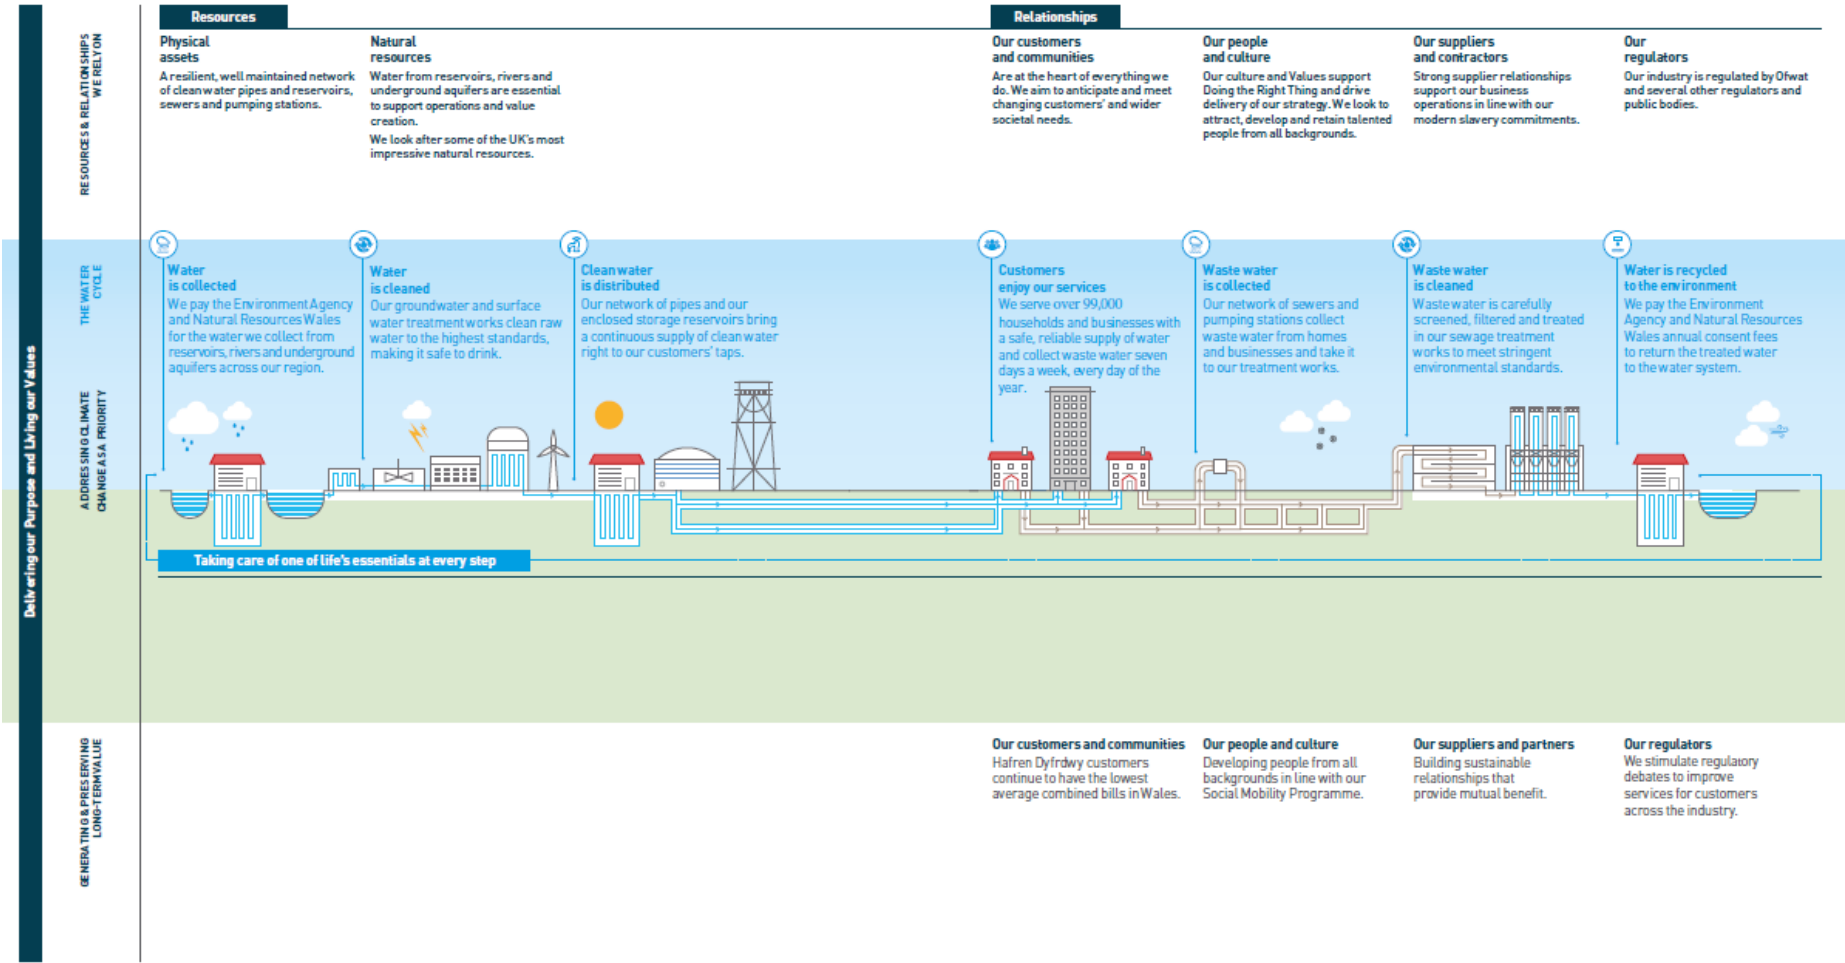 Delivering our Purpose and Living our Values
RESOURCES & RELATIONSHIPS
WE RELY ON
Resources
Physical
assets
A resilient, well maintained network
of clean water pipes and reservoirs,
sewers and pumping stations.
Natural
resources
Water from reservoirs, rivers and
underground aquifers are essential
to support operations and value
creation.
We look after some of the UK's most
impressive natural resources.
Relationships
Our customers
and communities
Are at the heart of everything we
do. We aim to anticipate and meet
changing customers' and wider
societal needs.
Our people
and culture
Our culture and Values support
Doing the Right Thing and drive
delivery of our strategy. We look to
attract, develop and retain talented
people from all backgrounds.
Our suppliers
and contractors
Strong supplier relationships
support our business
operations in line with our
modern slavery commitments.
Our
regulators
Our industry is regulated by Ofwat
and several other regulators and
public bodies.
THE WATER
CYCLE
Water
is collected
We pay the Environment Agency
and Natural Resources Wales
for the water we collect from
reservoirs, rivers and underground
aquifers across our region.
Water
is cleaned
Our groundwater and surface
water treatment works clean raw
water to the highest standards,
making it safe to drink.
Clean water
is distributed
Our network of pipes and our
enclosed storage reservoirs bring
a continuous supply of clean water
right to our customers' taps.
Customers
enjoy our services
We serve over 99,000
households and businesses with
a safe, reliable supply of water
and collect waste water seven
days a week, every day of the
year.
Waste water
is collected
Our network of sewers and
pumping stations collect
waste water from homes
and businesses and take it
to our treatment works.
Waste water
is cleaned
Waste water is carefully
screened, filtered and treated
in our sewage treatment
works to meet stringent
environmental standards.
Water is recycled
to the environment
We pay the Environment
Agency and Natural Resources
Wales annual consent fees
to return the treated water
to the water system.
ADDRESSING CLIMATE
CHANGE AS A PRIORITY
Taking care of one of life's essentials at every step
GENERATING & PRESERVING
LONG-TERM VALUE
Our customers and communities
Hafren Dyfrdwy customers
continue to have the lowest
average combined bills in Wales.
Our people and culture
Developing people from all
backgrounds in line with our
Social Mobility Programme.
Our suppliers and partners
Building sustainable
relationships that
provide mutual benefit.
Our regulators
We stimulate regulatory
debates to improve
services for customers
across the industry.